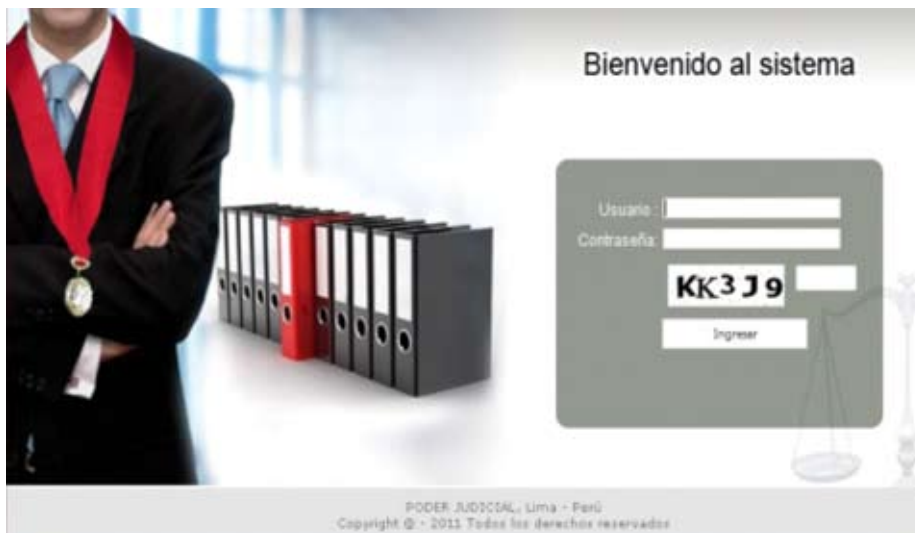 Bienvenido al sistema
Usuario :
Contraseña:
KK3J9
Ingresar
PODER JUDICIAL, Lima - Perú
Copyright @ - 2011 Todos los derechos reservados